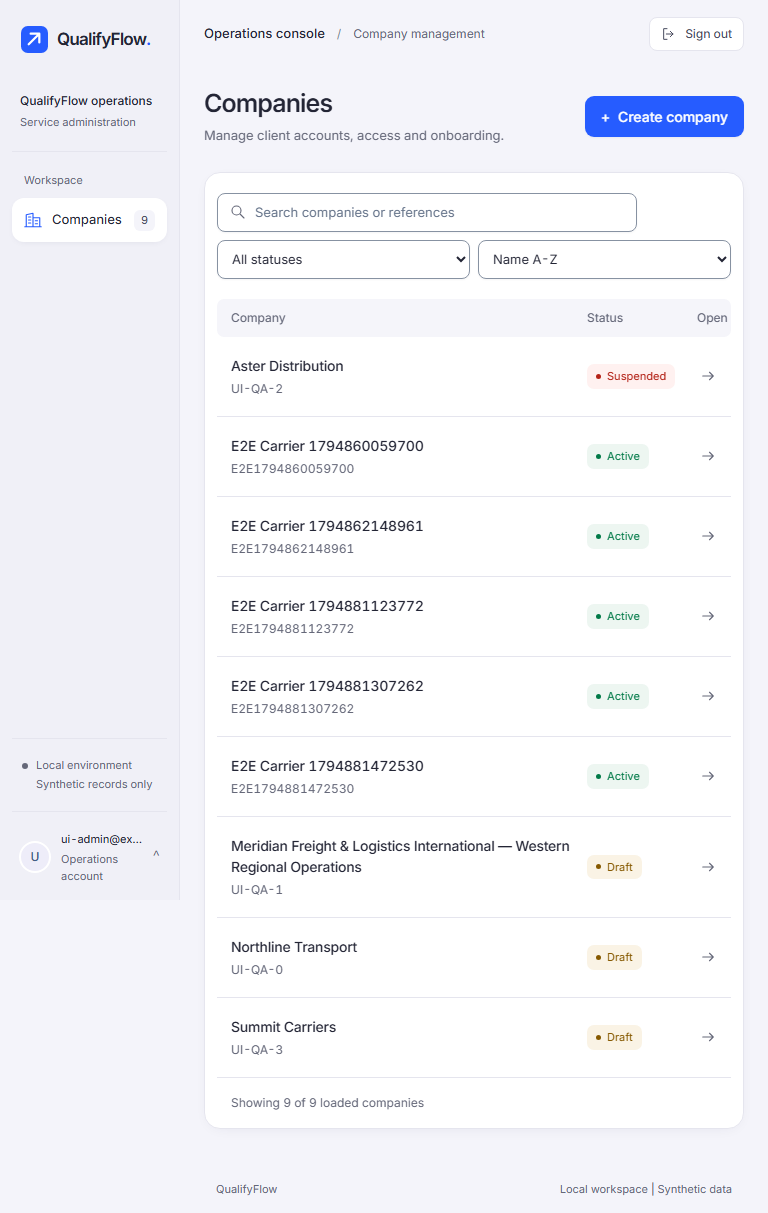 QualifyFlow.
QualifyFlow operations
Service administration
Workspace
Companies 9
Local environment
Synthetic records only
U
ui-admin@ex...
Operations
account
^
Operations console / Company management
Sign out
Companies
Manage client accounts, access and onboarding.
+ Create company
Search companies or references
All statuses
Name A-Z
Company Status Open
Aster Distribution
UI-QA-2
Suspended
E2E Carrier 1794860059700
E2E1794860059700
Active
E2E Carrier 1794862148961
E2E1794862148961
Active
E2E Carrier 1794881123772
E2E1794881123772
Active
E2E Carrier 1794881307262
E2E1794881307262
Active
E2E Carrier 1794881472530
E2E1794881472530
Active
Meridian Freight & Logistics International — Western
Regional Operations
UI-QA-1
Draft
Northline Transport
UI-QA-0
Draft
Summit Carriers
UI-QA-3
Draft
Showing 9 of 9 loaded companies
QualifyFlow
Local workspace | Synthetic data